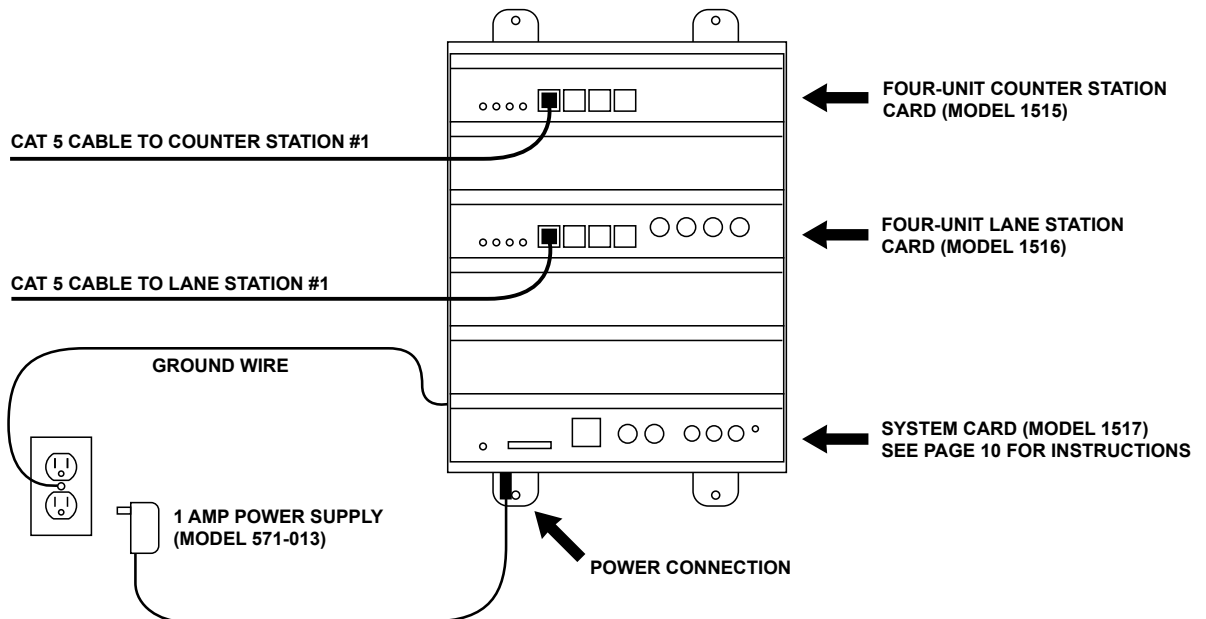 FOUR-UNIT COUNTER STATION
CARD (MODEL 1515)
CAT 5 CABLE TO COUNTER STATION #1
FOUR-UNIT LANE STATION
CARD (MODEL 1516)
CAT 5 CABLE TO LANE STATION #1
GROUND WIRE
SYSTEM CARD (MODEL 1517)
SEE PAGE 10 FOR INSTRUCTIONS
1 AMP POWER SUPPLY
(MODEL 571-013)
POWER CONNECTION